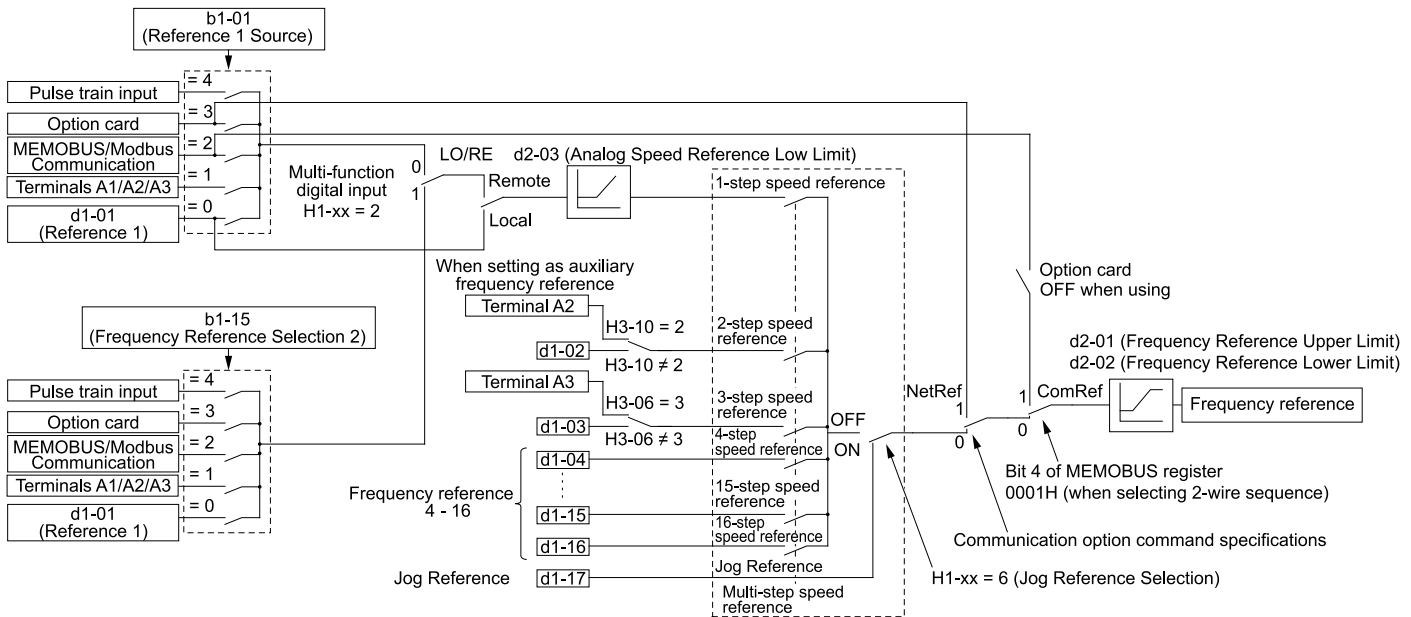 b1-01
(Reference 1 Source)
= 4
Pulse train input
= 3
Option card
= 2
MEMOBUS/Modbus
Communication
= 1
Terminals A1/A2/A3
= 0
d1-01
(Reference 1)
Multi-function
digital input
H1-xx = 2
0
1
LO/RE
Remote
Local
d2-03 (Analog Speed Reference Low Limit)
1-step speed reference
When setting as auxiliary
frequency reference
Terminal A2
H3-10 = 2
d1-02
H3-10 ≠ 2
2-step speed
reference
Terminal A3
H3-06 = 3
d1-03
H3-06 ≠ 3
3-step speed
reference
4-step
speed reference
d1-04
Frequency reference
4 - 16
d1-15
15-step speed
reference
16-step
speed reference
d1-16
Jog Reference
d1-17
Jog Reference
Multi-step speed
reference
b1-15
(Frequency Reference Selection 2)
= 4
Pulse train input
= 3
Option card
= 2
MEMOBUS/Modbus
Communication
= 1
Terminals A1/A2/A3
= 0
d1-01
(Reference 1)
OFF
ON
NetRef
1
0
Option card
OFF when using
1
0
ComRef
d2-01 (Frequency Reference Upper Limit)
d2-02 (Frequency Reference Lower Limit)
Frequency reference
Bit 4 of MEMOBUS register
0001H (when selecting 2-wire sequence)
Communication option command specifications
H1-xx = 6 (Jog Reference Selection)